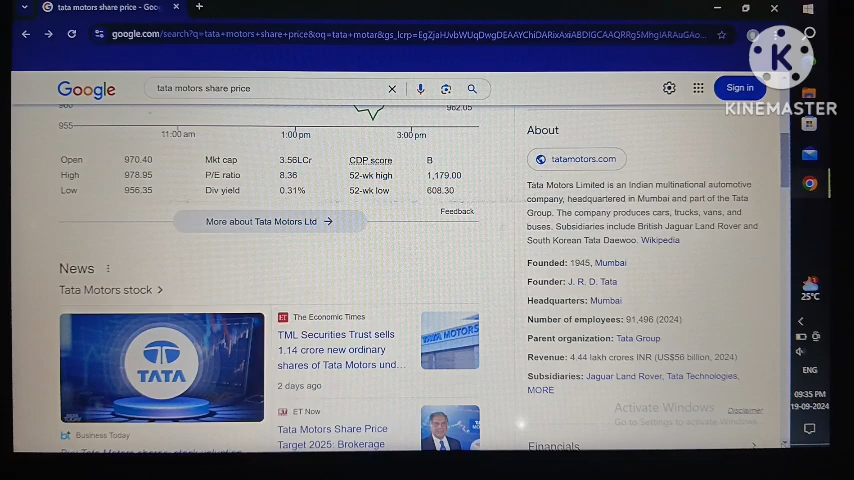 tata motors share price - Goo
google.com/search?q=tata+motors+share+price&oq=tata+
Google
tata motors share price
Sign in
KINEMASTER
962.05
955
11:00 am
1:00 pm
3:00 pm
Open 970.40 Mkt cap 3.56LCr CDP score B
High 978.95 P/E ratio 8.36 52-wk high 1,179.00
Low 956.35 Div yield 0.31% 52-wk low 608.30
Feedback
More about Tata Motors Ltd →
News
Tata Motors stock >
TATA
Business Today
ET The Economic Times
TML Securities Trust sells
1.14 crore new ordinary
shares of Tata Motors und...
2 days ago
TATA MOTORS
ET Now
Tata Motors Share Price
Target 2025: Brokerage
About
tatamotors.com
Tata Motors Limited is an Indian multinational automotive
company, headquartered in Mumbai and part of the Tata
Group. The company produces cars, trucks, vans, and
buses. Subsidiaries include British Jaguar Land Rover and
South Korean Tata Daewoo. Wikipedia
Founded: 1945, Mumbai
Founder: J. R. D. Tata
Headquarters: Mumbai
Number of employees: 91,496 (2024)
Parent organization: Tata Group
Revenue: 4.44 lakh crores INR (US$56 billion, 2024)
Subsidiaries: Jaguar Land Rover, Tata Technologies,
MORE
Disclaimer
Activate Windows
Go to Settings to activate Windows.
Financials
25°C
ENG
09:35 PM
19-09-2024